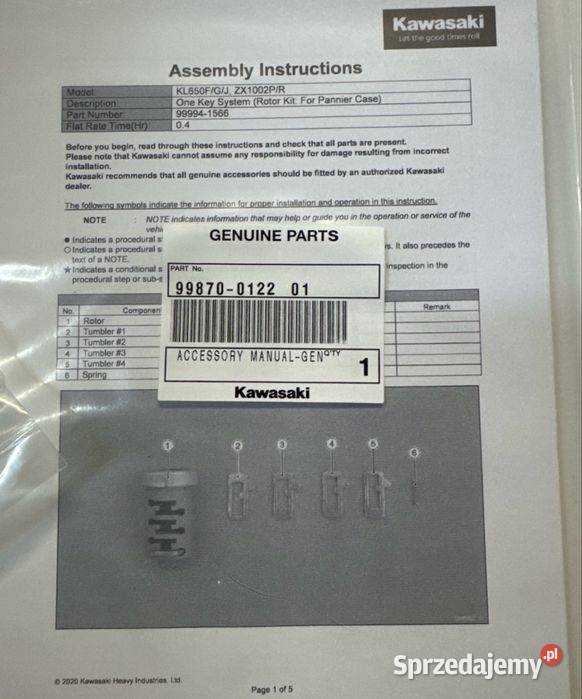 Kawasaki
Let the good times roll
Assembly Instructions
Model: KL650F/G/J, ZX1002P/R
Description: One Key System (Rotor Kit: For Pannier Case)
Part Number: 99994-1566
Flat Rate Time(Hr): 0.4
Before you begin, read through these instructions and check that all parts are present.
Please note that Kawasaki cannot assume any responsibility for damage resulting from incorrect
installation.
Kawasaki recommends that all genuine accessories should be fitted by an authorized Kawasaki
dealer.
The following symbols indicate the information for proper installation and operation in this instruction.
NOTE : NOTE indicates information that may help or guide you in the operation or service of the
● Indicates a procedural
rs. It also precedes the
○ Indicates a procedural
text of a NOTE.
★ Indicates a conditional
inspection in the
procedural step or sub-s
GENUINE PARTS
PART No.
99870-0122 01
ACCESSORY MANUAL-GEN
Q'TY
1
Kawasaki
No. Componen Remark
1 Rotor
2 Tumbler #1
3 Tumbler #2
4 Tumbler #3
5 Tumbler #4
6 Spring
1 2 3 4 5 6
© 2020 Kawasaki Heavy Industries, Ltd.
Page 1 of 5
Sprzedajemy.pl